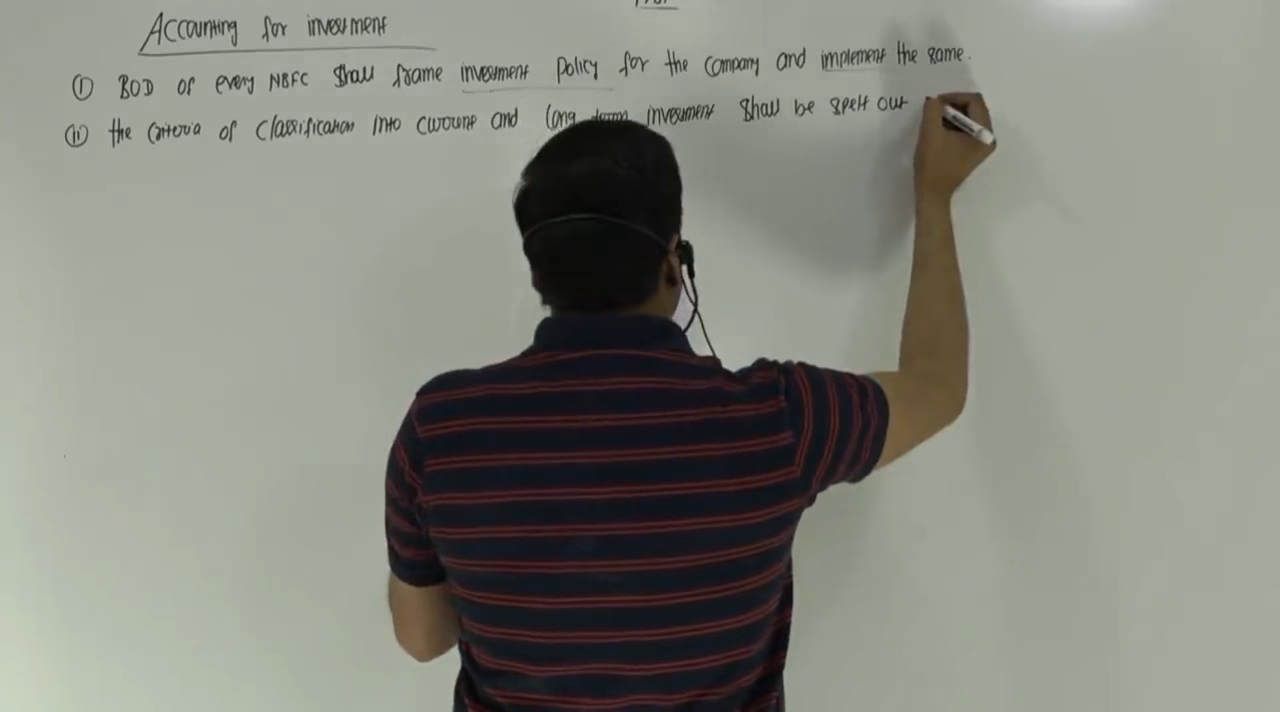 Accounting for investment
(i) BOD of every NBFC shall frame investment policy for the company and implement the same.
(ii) the criteria of classification into current and long term investment shall be spelt out